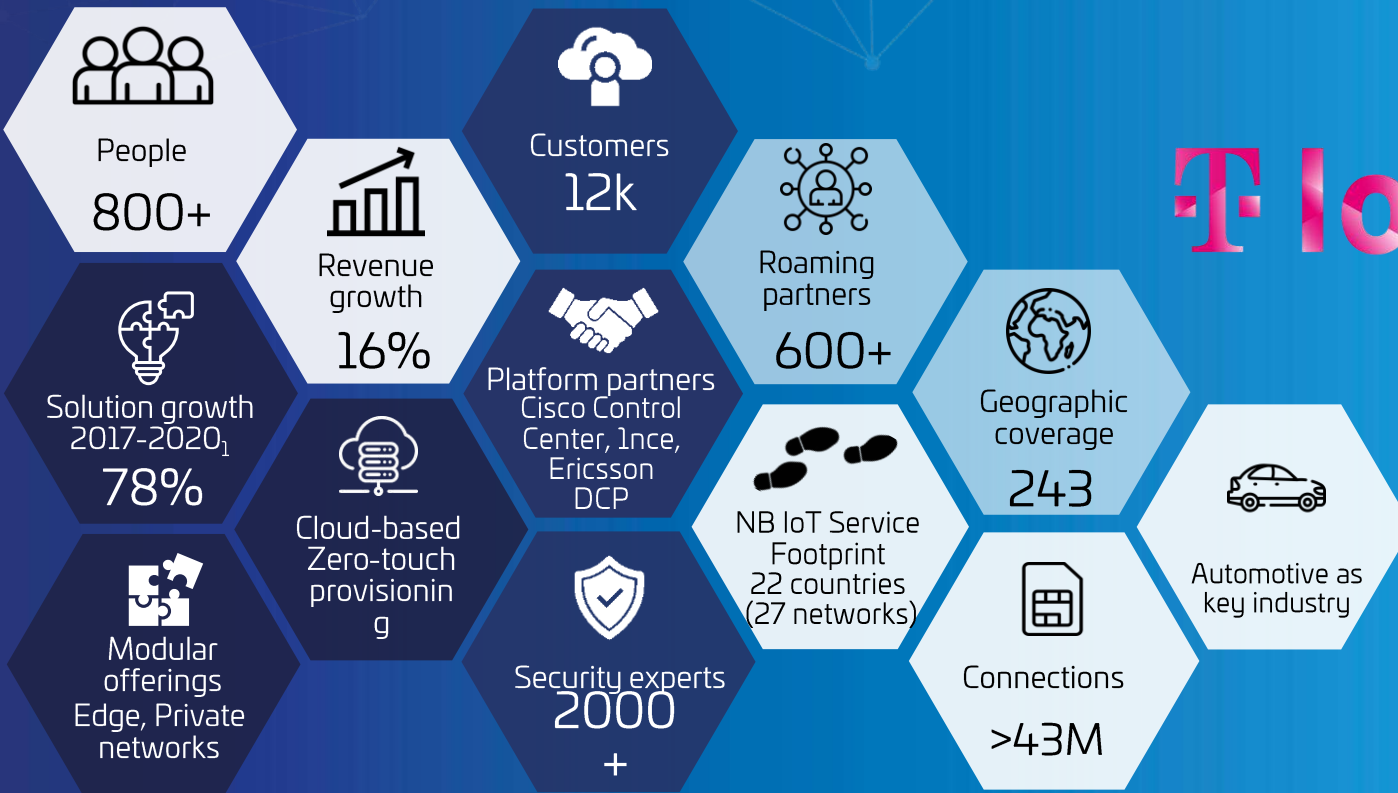 People
800+
Customers
12k
Revenue
growth
16%
Roaming
partners
600+
Solution growth
2017-2020₁
78%
Platform partners
Cisco Control
Center, 1nce,
Ericsson
DCP
Geographic
coverage
243
Cloud-based
Zero-touch
provisionin
g
NB IoT Service
Footprint
22 countries
(27 networks)
Automotive as
key industry
Modular
offerings
Edge, Private
networks
Security experts
2000
+
Connections
>43M
T